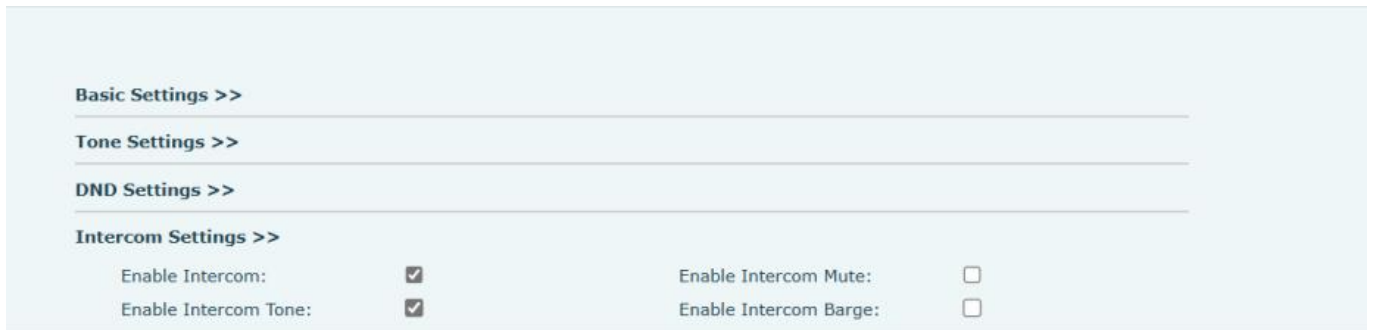 Basic Settings >>
Tone Settings >>
DND Settings >>
Intercom Settings >>
Enable Intercom: Enable Intercom Mute:
Enable Intercom Tone: Enable Intercom Barge: